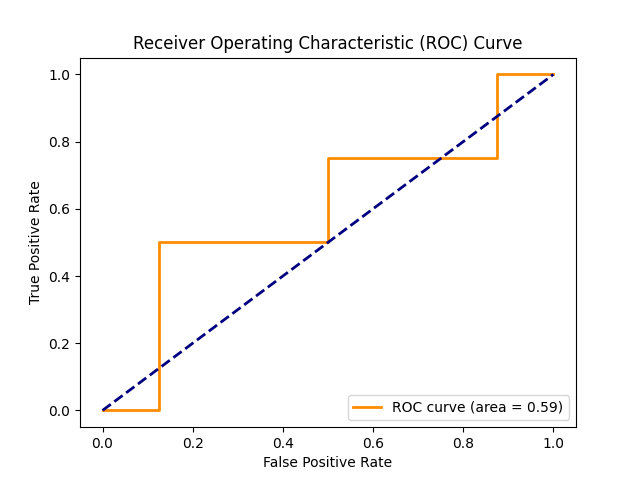 Receiver Operating Characteristic (ROC) Curve
1.0
0.8
0.6
0.4
0.2
0.0
True Positive Rate
ROC curve (area = 0.59)
0.0 0.2 0.4 0.6 0.8 1.0
False Positive Rate